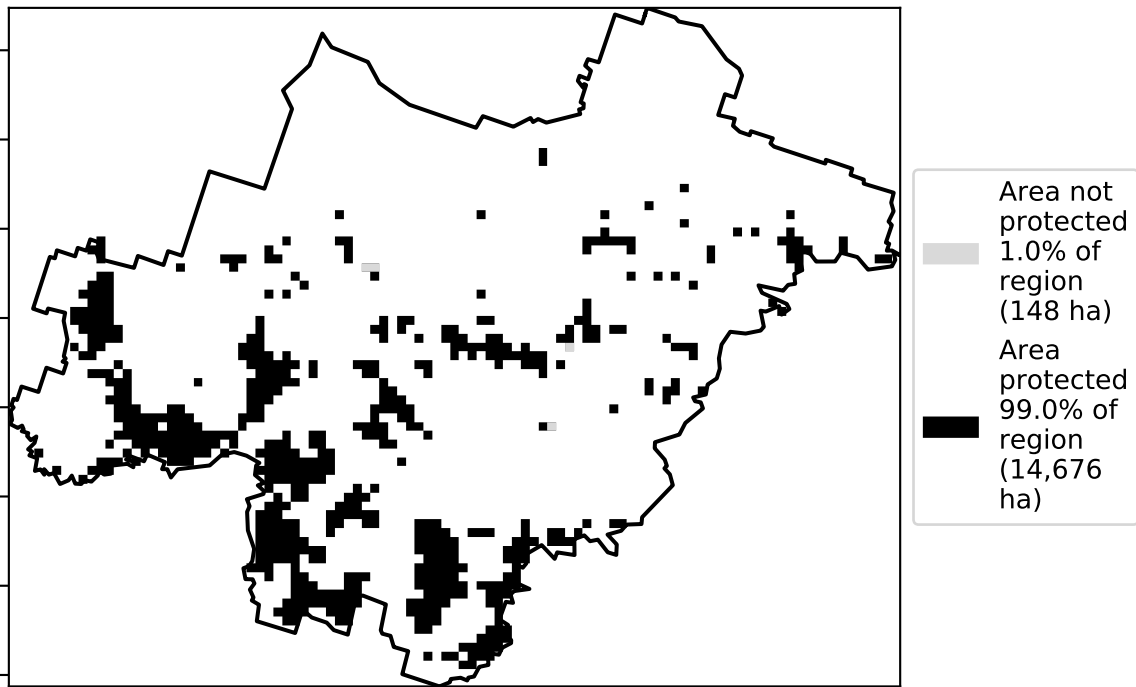 Area not
protected
1.0% of
region
(148 ha)
Area
protected
99.0% of
region
(14,676
ha)